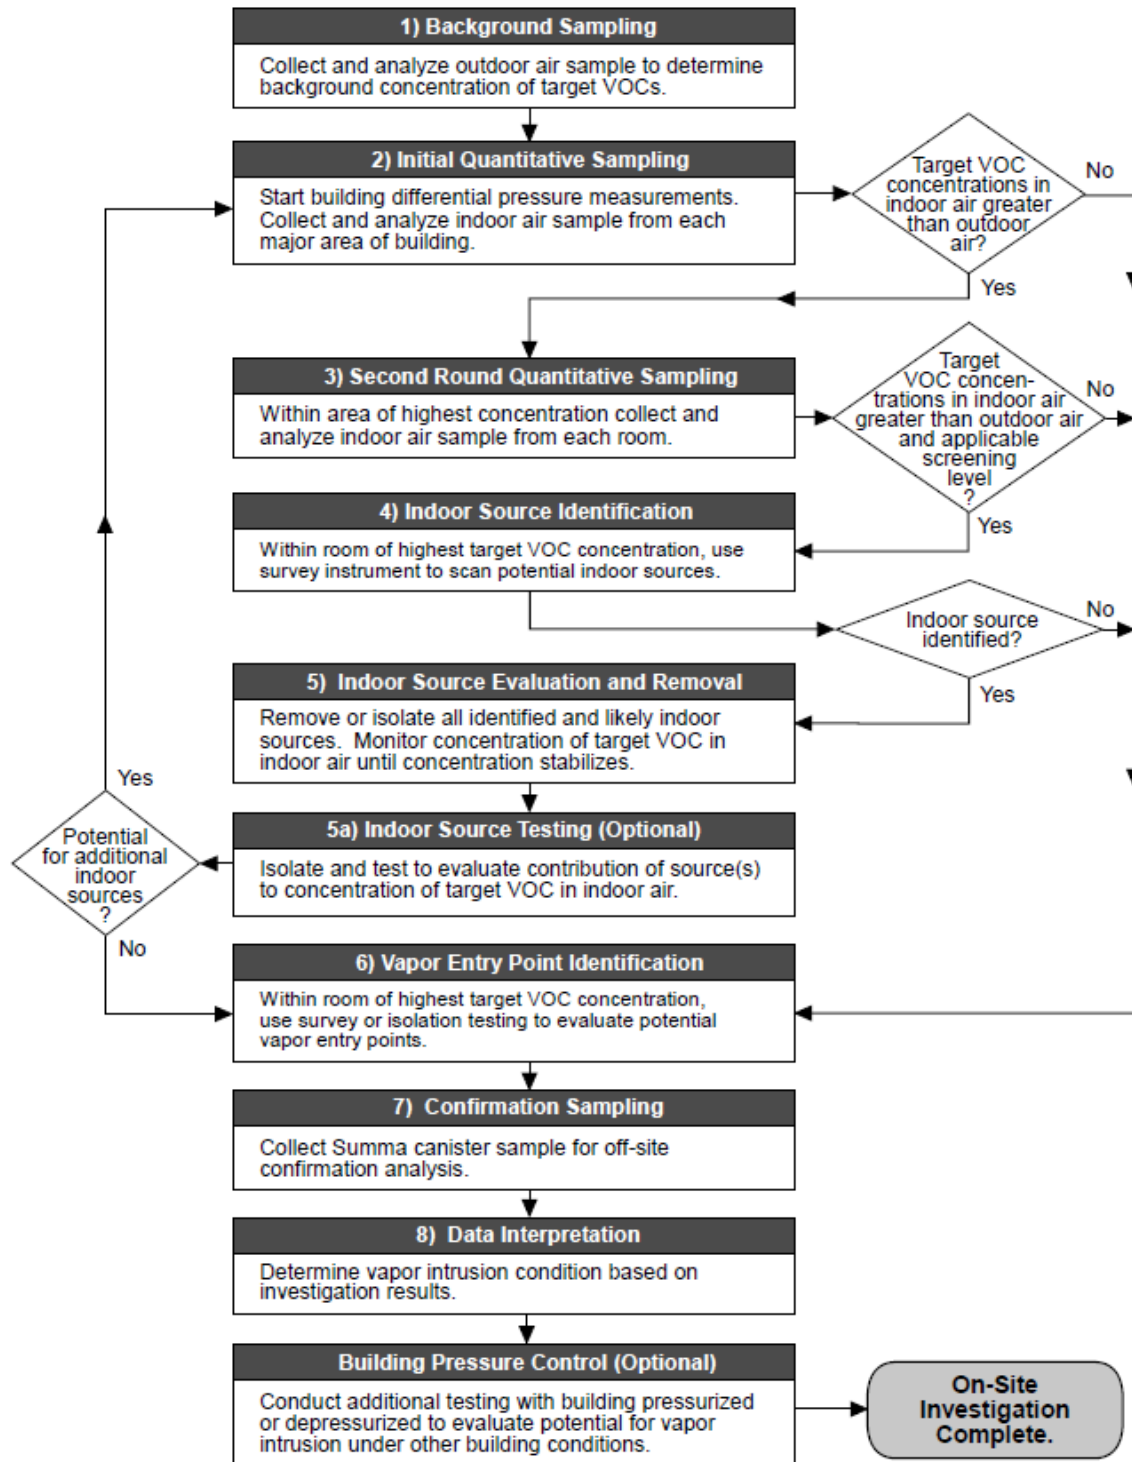 1) Background Sampling
Collect and analyze outdoor air sample to determine
background concentration of target VOCs.
2) Initial Quantitative Sampling
Start building differential pressure measurements.
Collect and analyze indoor air sample from each
major area of building.
Target VOC
concentrations in
indoor air greater
than outdoor
air?
No
Yes
3) Second Round Quantitative Sampling
Within area of highest concentration collect and
analyze indoor air sample from each room.
Target
VOC concen-
trations in indoor air
greater than outdoor air
and applicable
screening
level
?
No
Yes
4) Indoor Source Identification
Within room of highest target VOC concentration, use
survey instrument to scan potential indoor sources.
Indoor source
identified?
No
Yes
5) Indoor Source Evaluation and Removal
Remove or isolate all identified and likely indoor
sources. Monitor concentration of target VOC in
indoor air until concentration stabilizes.
5a) Indoor Source Testing (Optional)
Isolate and test to evaluate contribution of source(s)
to concentration of target VOC in indoor air.
Yes
Potential
for additional
indoor
sources
?
No
6) Vapor Entry Point Identification
Within room of highest target VOC concentration,
use survey or isolation testing to evaluate potential
vapor entry points.
7) Confirmation Sampling
Collect Summa canister sample for off-site
confirmation analysis.
8) Data Interpretation
Determine vapor intrusion condition based on
investigation results.
Building Pressure Control (Optional)
Conduct additional testing with building pressurized
or depressurized to evaluate potential for vapor
intrusion under other building conditions.
On-Site
Investigation
Complete.